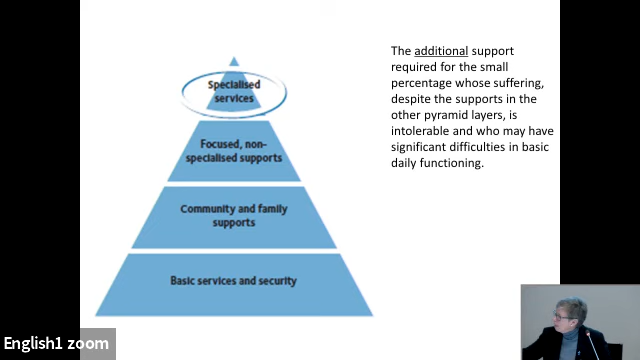 Specialised
services
Focused, non-
specialised supports
Community and family
supports
Basic services and security
The additional support
required for the small
percentage whose suffering,
despite the supports in the
other pyramid layers, is
intolerable and who may have
significant difficulties in basic
daily functioning.
English1 zoom